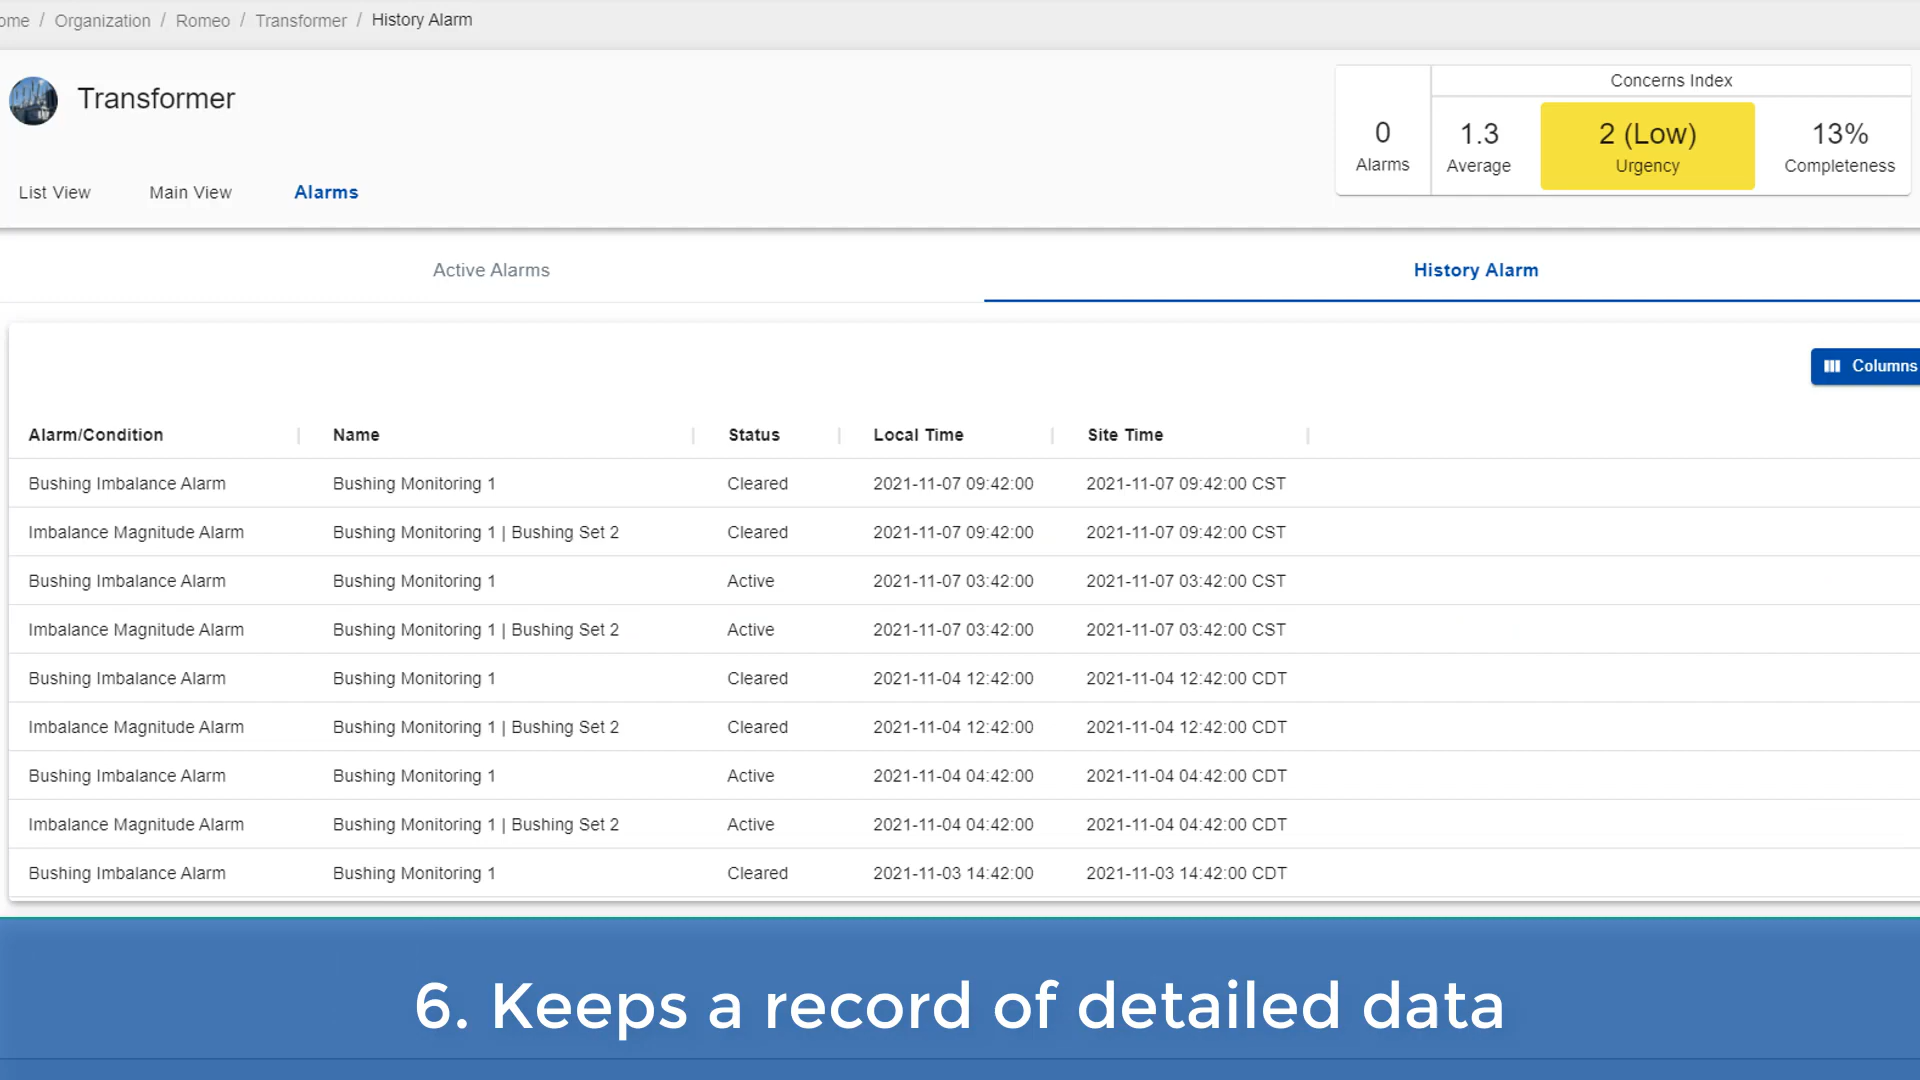 ome / Organization / Romeo / Transformer / History Alarm
Transformer
Concerns Index
0 1.3 2 (Low) 13%
Alarms Average Urgency Completeness
List View Main View Alarms
Active Alarms History Alarm
Columns
Alarm/Condition Name Status Local Time Site Time
Bushing Imbalance Alarm Bushing Monitoring 1 Cleared 2021-11-07 09:42:00 2021-11-07 09:42:00 CST
Imbalance Magnitude Alarm Bushing Monitoring 1 | Bushing Set 2 Cleared 2021-11-07 09:42:00 2021-11-07 09:42:00 CST
Bushing Imbalance Alarm Bushing Monitoring 1 Active 2021-11-07 03:42:00 2021-11-07 03:42:00 CST
Imbalance Magnitude Alarm Bushing Monitoring 1 | Bushing Set 2 Active 2021-11-07 03:42:00 2021-11-07 03:42:00 CST
Bushing Imbalance Alarm Bushing Monitoring 1 Cleared 2021-11-04 12:42:00 2021-11-04 12:42:00 CDT
Imbalance Magnitude Alarm Bushing Monitoring 1 | Bushing Set 2 Cleared 2021-11-04 12:42:00 2021-11-04 12:42:00 CDT
Bushing Imbalance Alarm Bushing Monitoring 1 Active 2021-11-04 04:42:00 2021-11-04 04:42:00 CDT
Imbalance Magnitude Alarm Bushing Monitoring 1 | Bushing Set 2 Active 2021-11-04 04:42:00 2021-11-04 04:42:00 CDT
Bushing Imbalance Alarm Bushing Monitoring 1 Cleared 2021-11-03 14:42:00 2021-11-03 14:42:00 CDT
6. Keeps a record of detailed data